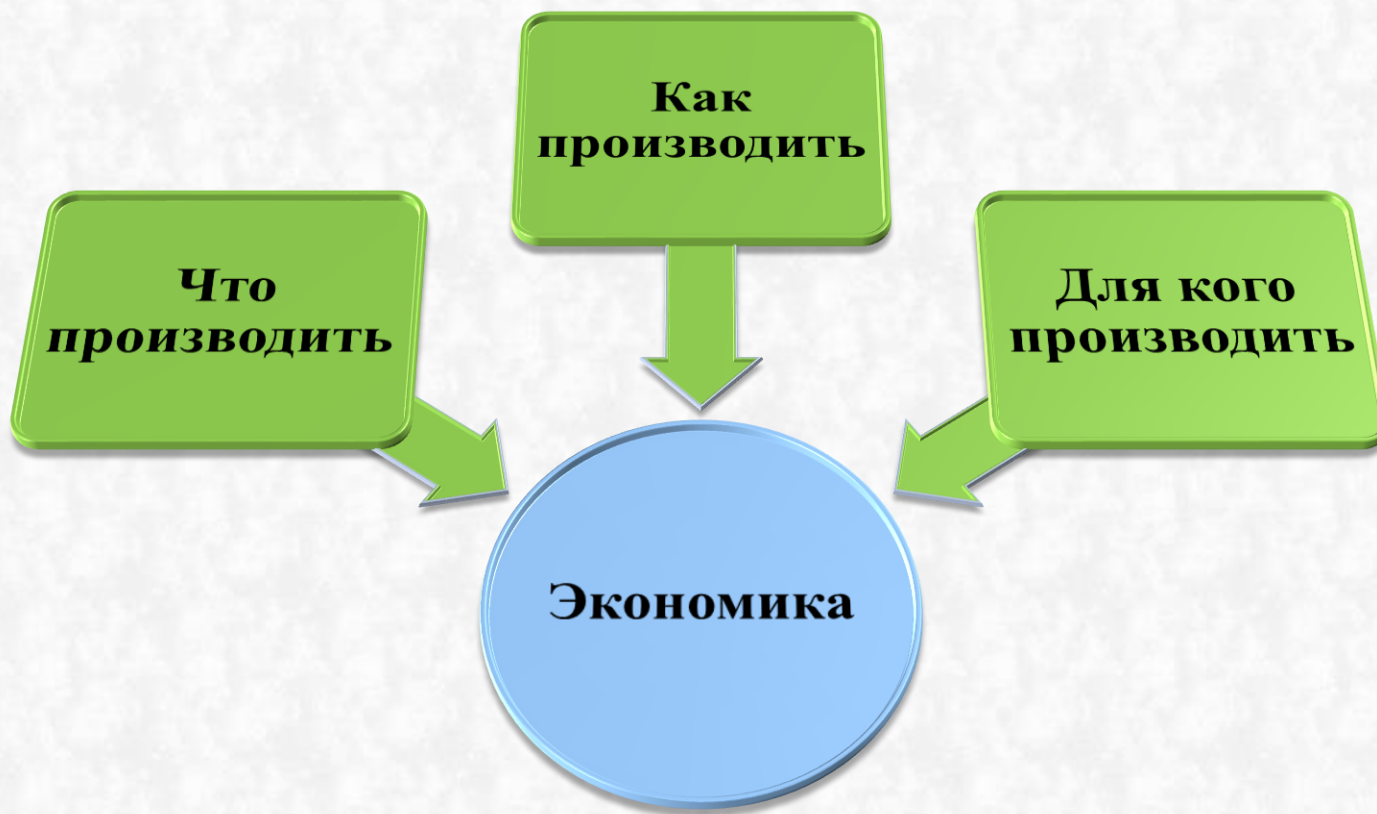 Как
производить
Что
производить
Для кого
производить
Экономика